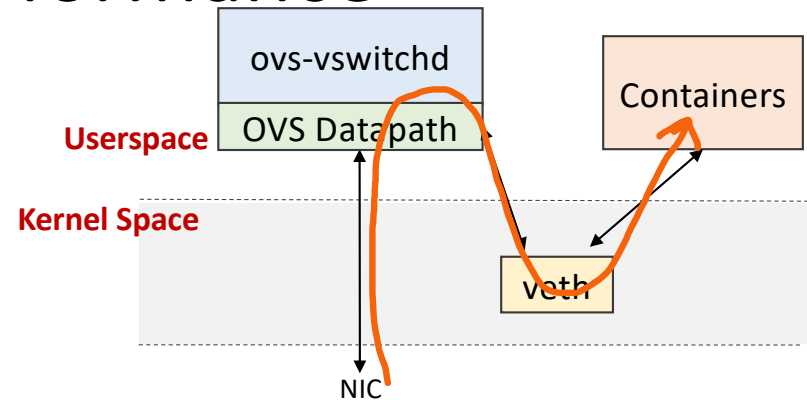 ovs-vswitchd
OVS Datapath
Containers
Userspace
Kernel Space
veth
NIC